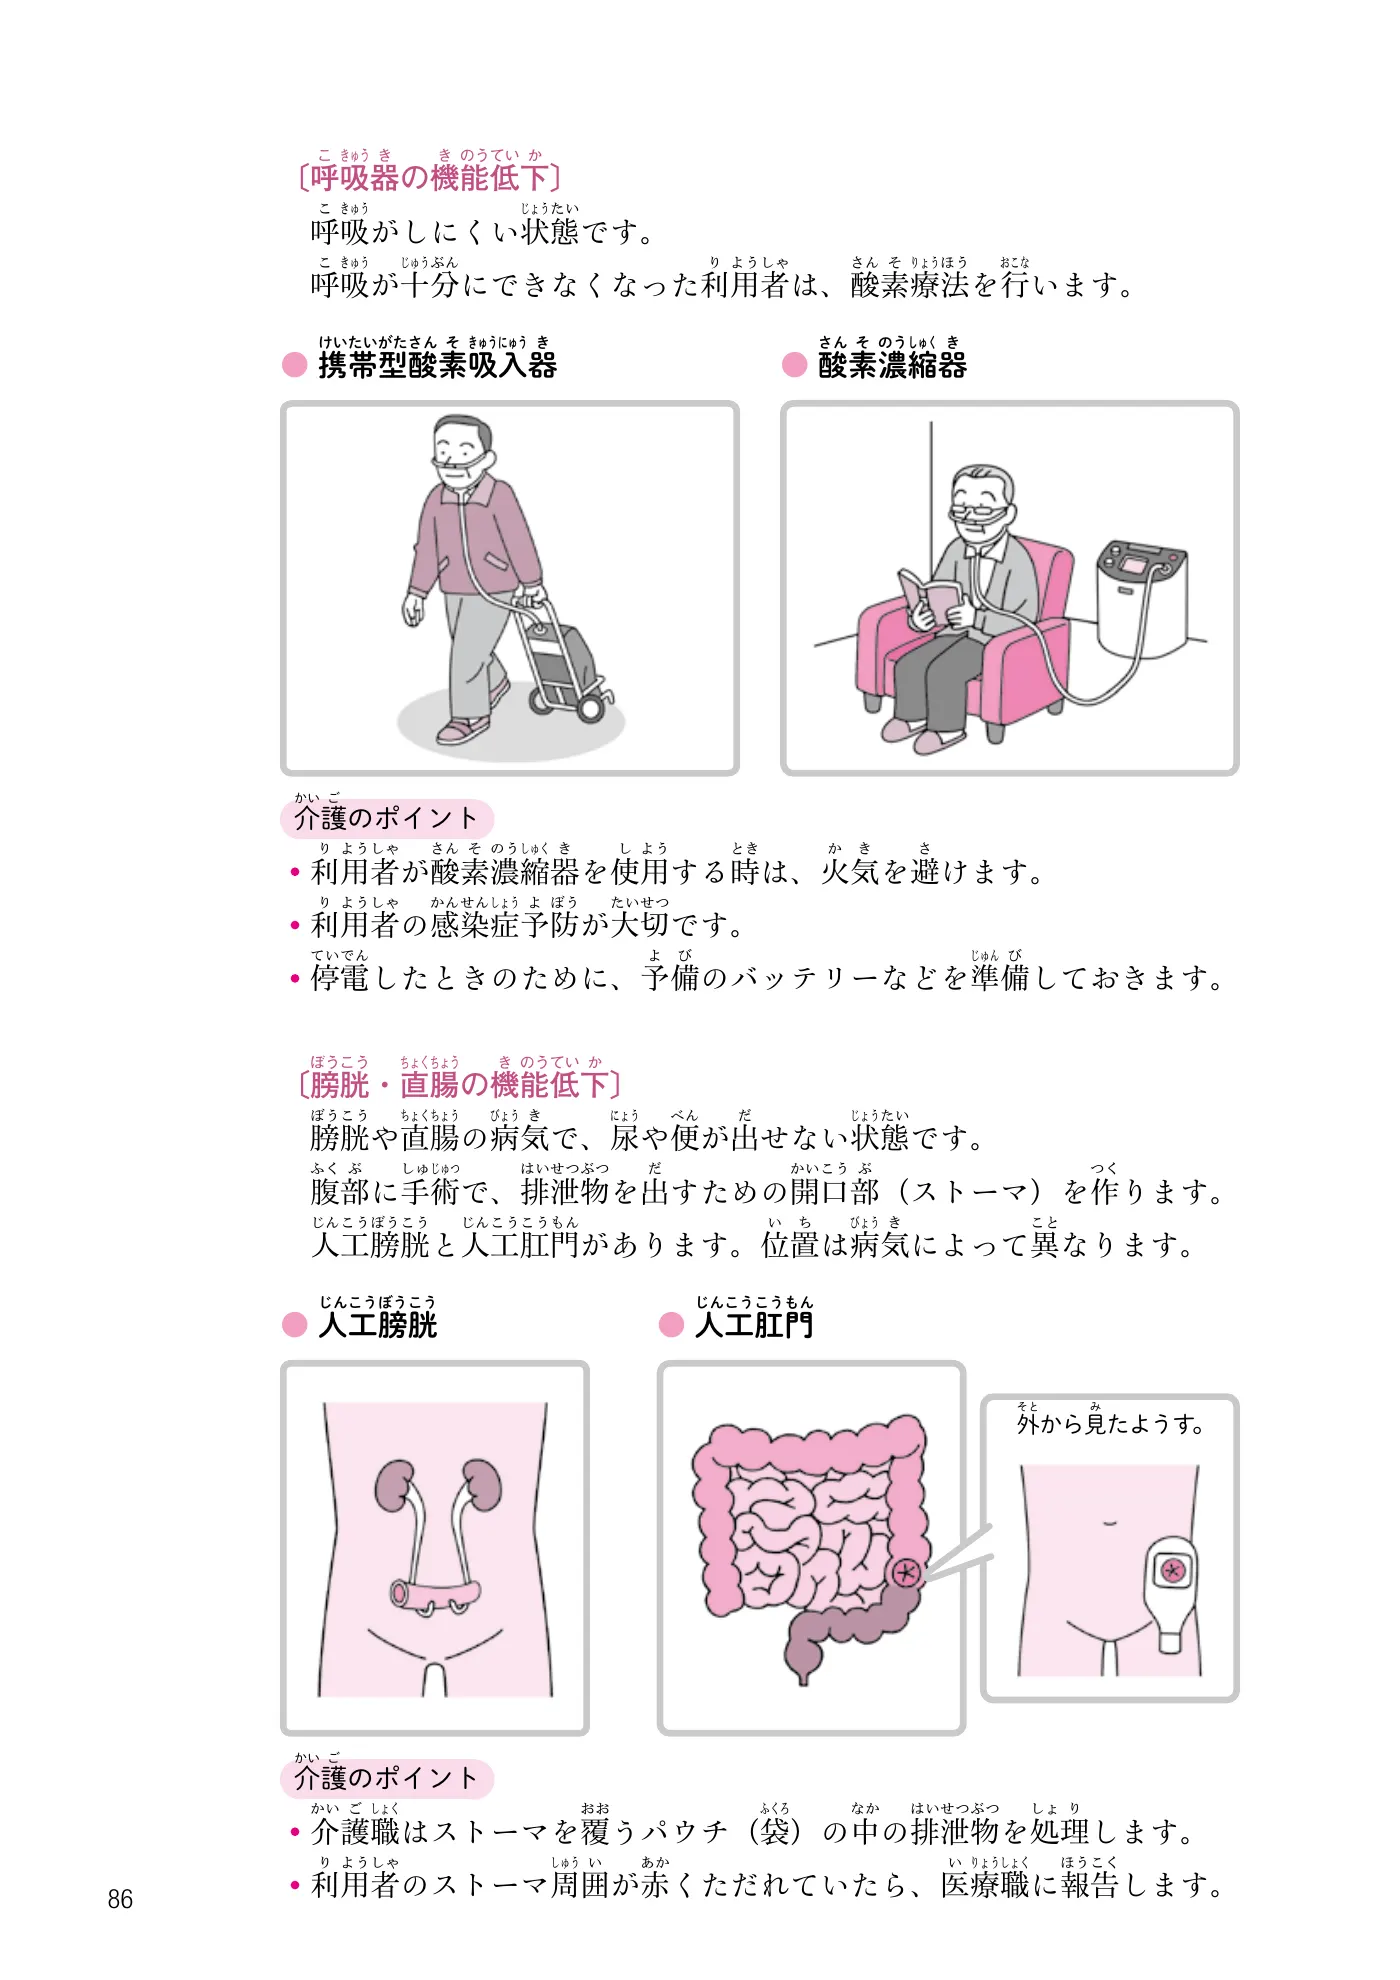 〔呼吸器の機能低下〕
呼吸がしにくい状態です。
呼吸が十分にできなくなった利用者は、酸素療法を行います。
● 携帯型酸素吸入器
● 酸素濃縮器
介護のポイント
• 利用者が酸素濃縮器を使用する時は、火気を避けます。
• 利用者の感染症予防が大切です。
• 停電したときのために、予備のバッテリーなどを準備しておきます。
〔膀胱・直腸の機能低下〕
膀胱や直腸の病気で、尿や便が出せない状態です。
腹部に手術で、排泄物を出すための開口部（ストーマ）を作ります。
人工膀胱と人工肛門があります。位置は病気によって異なります。
● 人工膀胱
● 人工肛門
外から見たようす。
介護のポイント
• 介護職はストーマを覆うパウチ（袋）の中の排泄物を処理します。
• 利用者のストーマ周囲が赤くただれていたら、医療職に報告します。
86